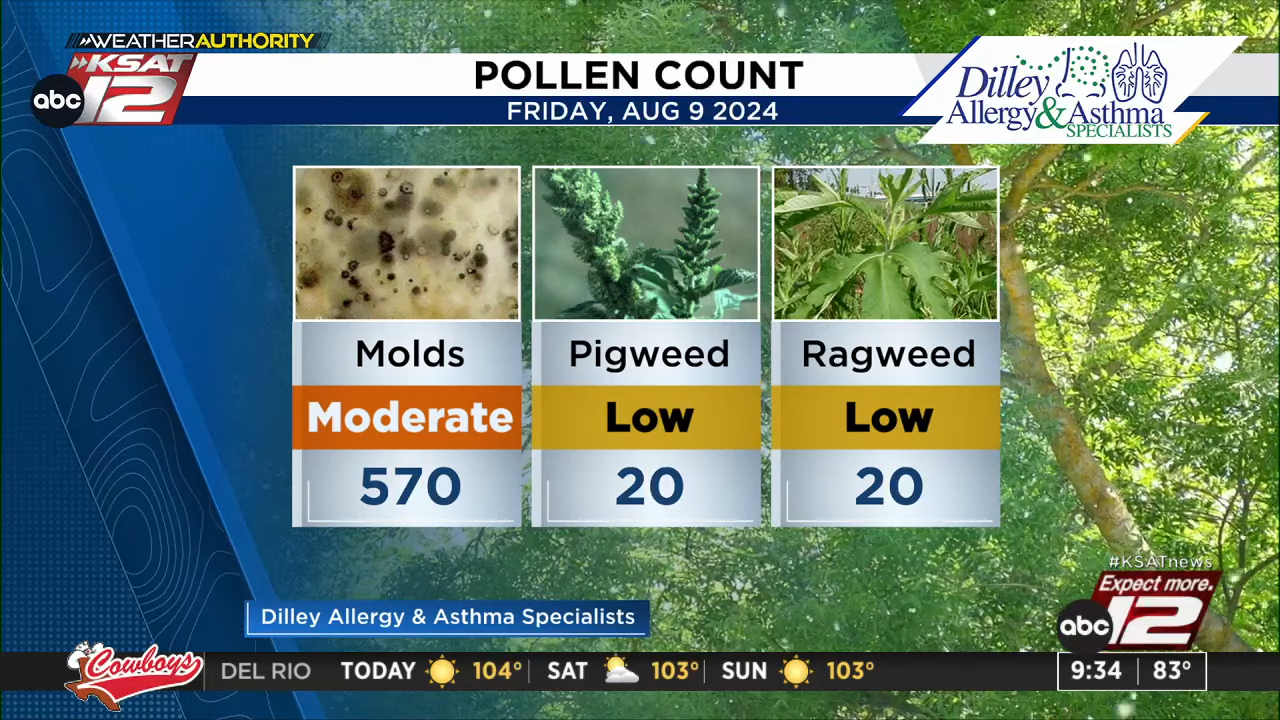 WEATHERAUTHORITY
KSAT
abc 12
POLLEN COUNT
FRIDAY, AUG 9 2024
Dilley
Allergy & Asthma
SPECIALISTS
Molds Pigweed Ragweed
Moderate Low Low
570 20 20
#KSATnews
Expect more.
abc 12
Dilley Allergy & Asthma Specialists
Cowboys DEL RIO TODAY 104° SAT 103° SUN 103° 9:34 83°